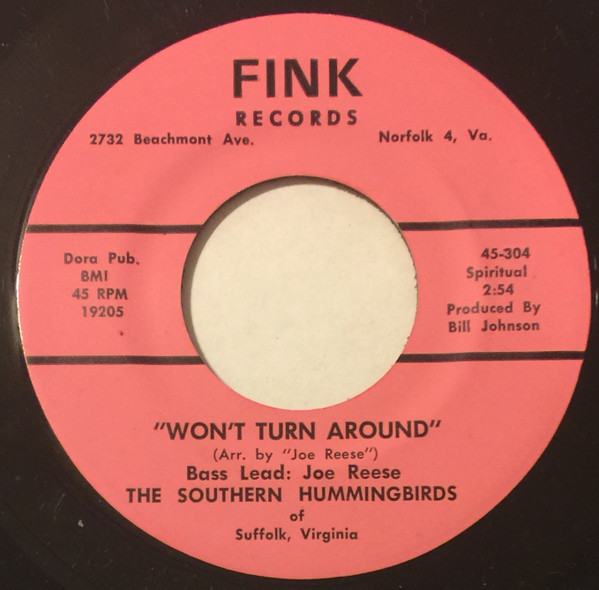 FINK
RECORDS
2732 Beachmont Ave. Norfolk 4, Va.
Dora Pub.
BMI
45 RPM
19205
45-304
Spiritual
2:54
Produced By
Bill Johnson
"WON'T TURN AROUND"
(Arr. by "Joe Reese")
Bass Lead: Joe Reese
THE SOUTHERN HUMMINGBIRDS
of
Suffolk, Virginia